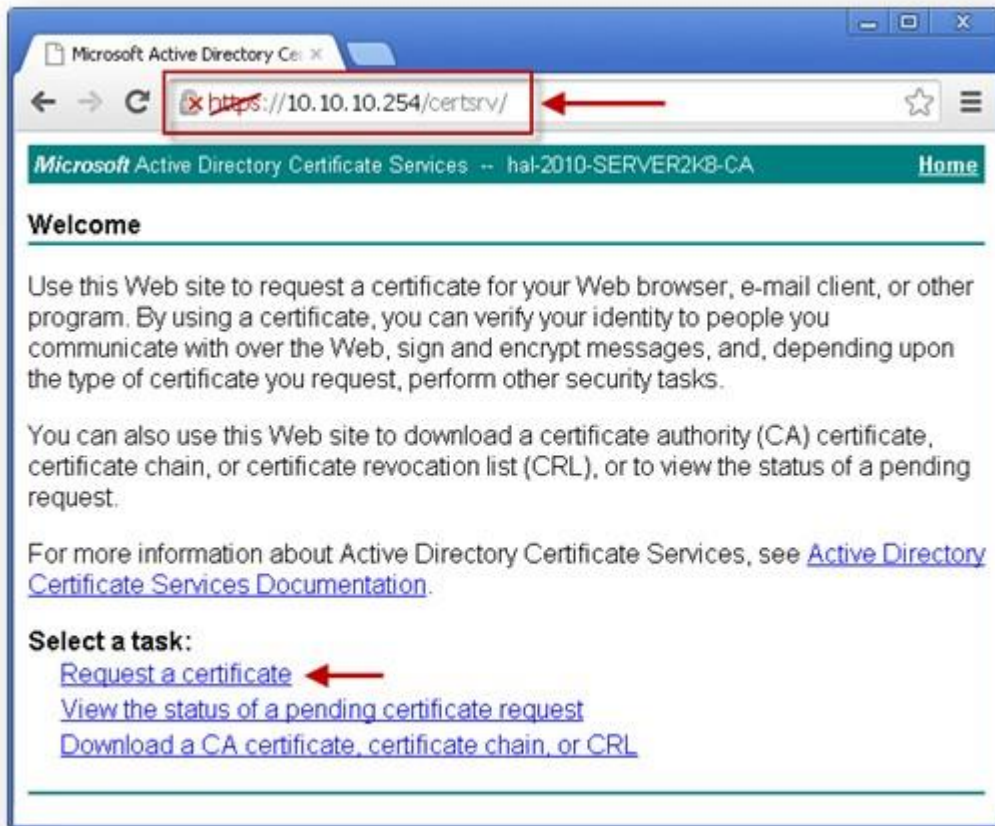 Microsoft Active Directory Ce
https://10.10.10.254/certsrv/
Microsoft Active Directory Certificate Services -- hal-2010-SERVER2K8-CA Home
Welcome
Use this Web site to request a certificate for your Web browser, e-mail client, or other
program. By using a certificate, you can verify your identity to people you
communicate with over the Web, sign and encrypt messages, and, depending upon
the type of certificate you request, perform other security tasks.
You can also use this Web site to download a certificate authority (CA) certificate,
certificate chain, or certificate revocation list (CRL), or to view the status of a pending
request.
For more information about Active Directory Certificate Services, see Active Directory
Certificate Services Documentation.
Select a task:
Request a certificate
View the status of a pending certificate request
Download a CA certificate, certificate chain, or CRL